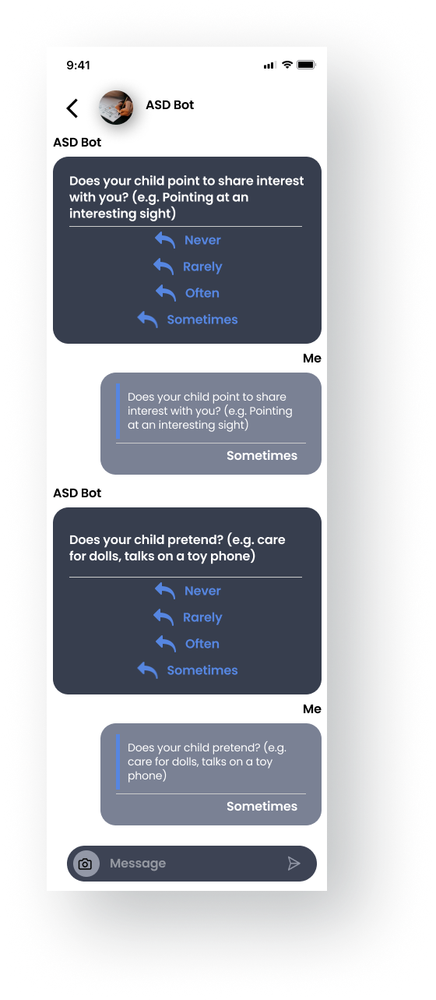 9:41
ASD Bot
ASD Bot
Does your child point to share interest
with you? (e.g. Pointing at an
interesting sight)
Never
Rarely
Often
Sometimes
Me
Does your child point to share
interest with you? (e.g. Pointing
at an interesting sight)
Sometimes
ASD Bot
Does your child pretend? (e.g. care
for dolls, talks on a toy phone)
Never
Rarely
Often
Sometimes
Me
Does your child pretend? (e.g.
care for dolls, talks on a toy
phone)
Sometimes
Message